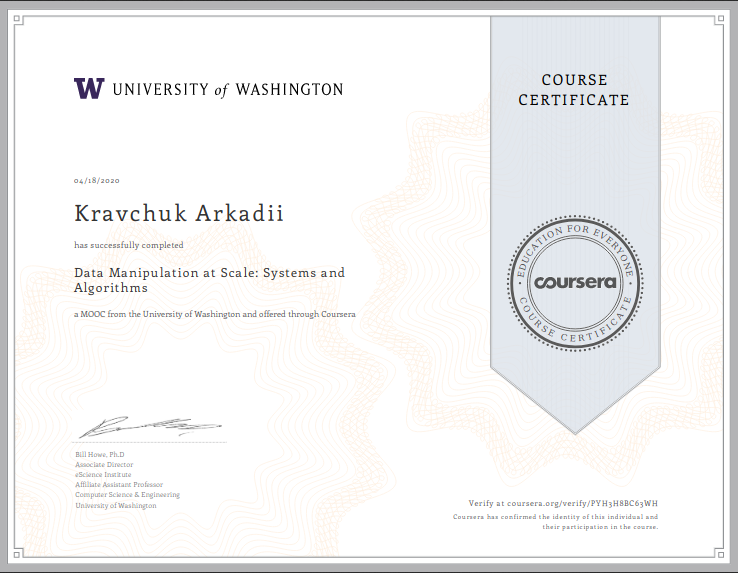 W UNIVERSITY of WASHINGTON
COURSE
CERTIFICATE
04/18/2020
Kravchuk Arkadii
has successfully completed
Data Manipulation at Scale: Systems and
Algorithms
a MOOC from the University of Washington and offered through Coursera
EDUCATION FOR EVERYONE
coursera
COURSE CERTIFICATE
Bill Howe, Ph.D
Associate Director
eScience Institute
Affiliate Assistant Professor
Computer Science & Engineering
University of Washington
Verify at coursera.org/verify/PYH3H8BC63WH
Coursera has confirmed the identity of this individual and
their participation in the course.